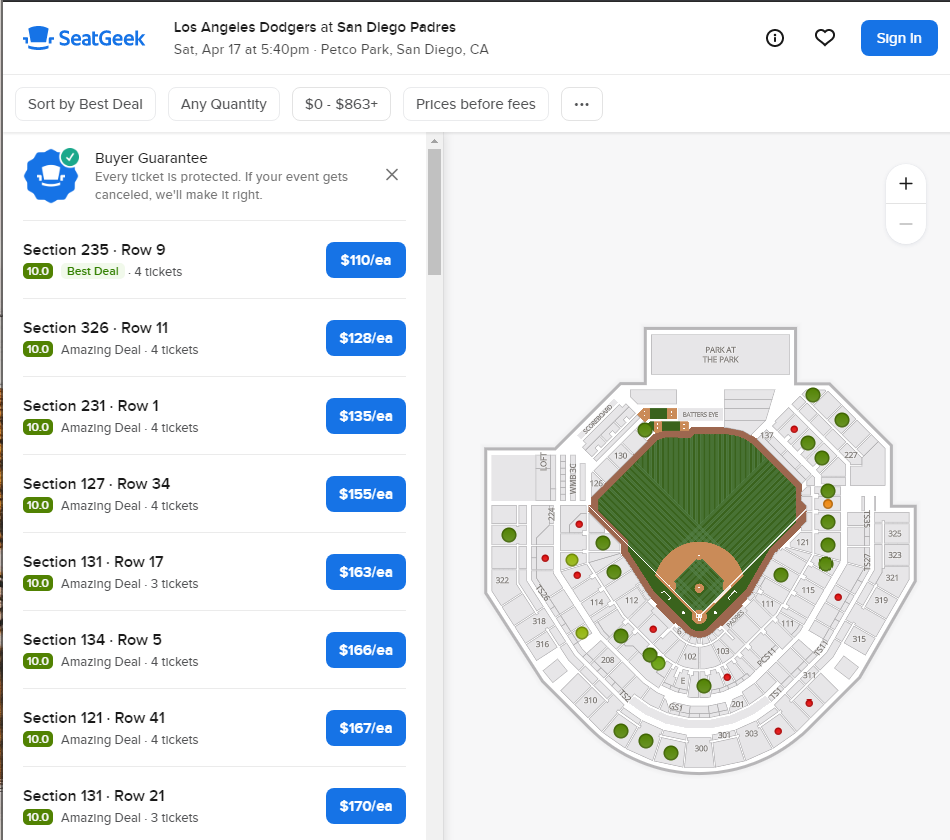 SeatGeek
Los Angeles Dodgers at San Diego Padres
Sat, Apr 17 at 5:40pm · Petco Park, San Diego, CA
Sign In
Sort by Best Deal
Any Quantity
$0 - $863+
Prices before fees
Buyer Guarantee
Every ticket is protected. If your event gets
canceled, we'll make it right.
Section 235 · Row 9
10.0 Best Deal · 4 tickets
$110/ea
Section 326 · Row 11
10.0 Amazing Deal · 4 tickets
$128/ea
Section 231 · Row 1
10.0 Amazing Deal · 4 tickets
$135/ea
Section 127 · Row 34
10.0 Amazing Deal · 4 tickets
$155/ea
Section 131 · Row 17
10.0 Amazing Deal · 3 tickets
$163/ea
Section 134 · Row 5
10.0 Amazing Deal · 4 tickets
$166/ea
Section 121 · Row 41
10.0 Amazing Deal · 4 tickets
$167/ea
Section 131 · Row 21
10.0 Amazing Deal · 3 tickets
$170/ea
PARK AT
THE PARK
BATTERS EYE
SCOREBOARD
137
130
227
LOFT
WMB3C
126
224
TS35
325
121
323
TS27
322
321
TS26
115
114
112
111
319
318
111
PADRES
315
316
6
103
102
208
PCS11
TS11
E
311
310
TS2
TS1
201
GS1
301
303
300